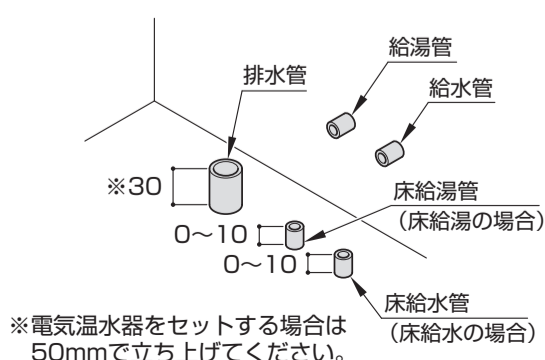 給湯管
排水管
給水管
※30
床給湯管
(床給湯の場合)
0〜10
0〜10
床給水管
(床給水の場合)
※電気温水器をセットする場合は
50mmで立ち上げてください。